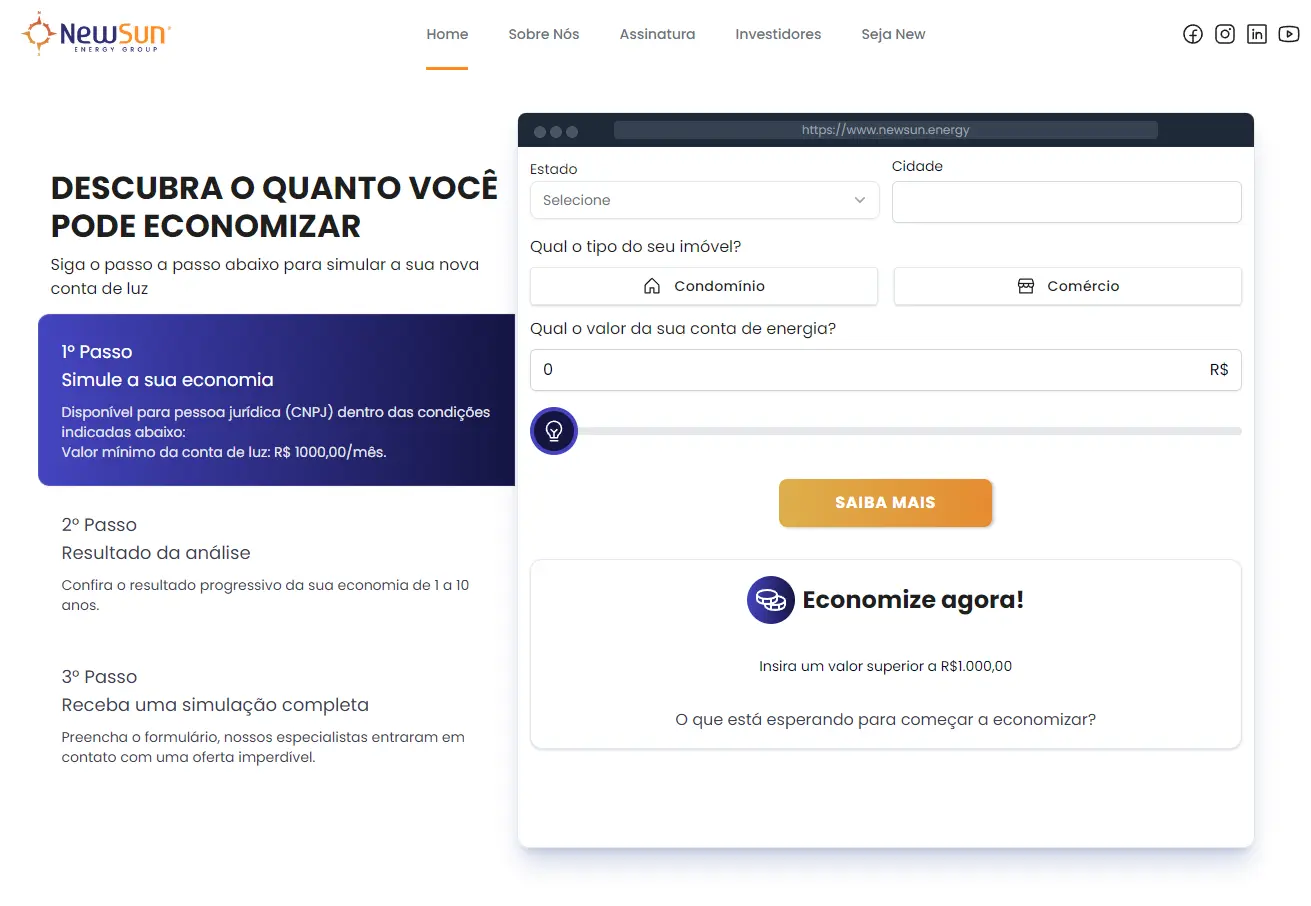 NewSun
ENERGY GROUP
Home
Sobre Nós
Assinatura
Investidores
Seja New
DESCUBRA O QUANTO VOCÊ
PODE ECONOMIZAR
Siga o passo a passo abaixo para simular a sua nova
conta de luz
1º Passo
Simule a sua economia
Disponível para pessoa jurídica (CNPJ) dentro das condições
indicadas abaixo:
Valor mínimo da conta de luz: R$ 1000,00/mês.
2º Passo
Resultado da análise
Confira o resultado progressivo da sua economia de 1 a 10
anos.
3º Passo
Receba uma simulação completa
Preencha o formulário, nossos especialistas entraram em
contato com uma oferta imperdível.
https://www.newsun.energy
Estado
Cidade
Selecione
Qual o tipo do seu imóvel?
Condomínio
Comércio
Qual o valor da sua conta de energia?
0
R$
SAIBA MAIS
Economize agora!
Insira um valor superior a R$1.000,00
O que está esperando para começar a economizar?